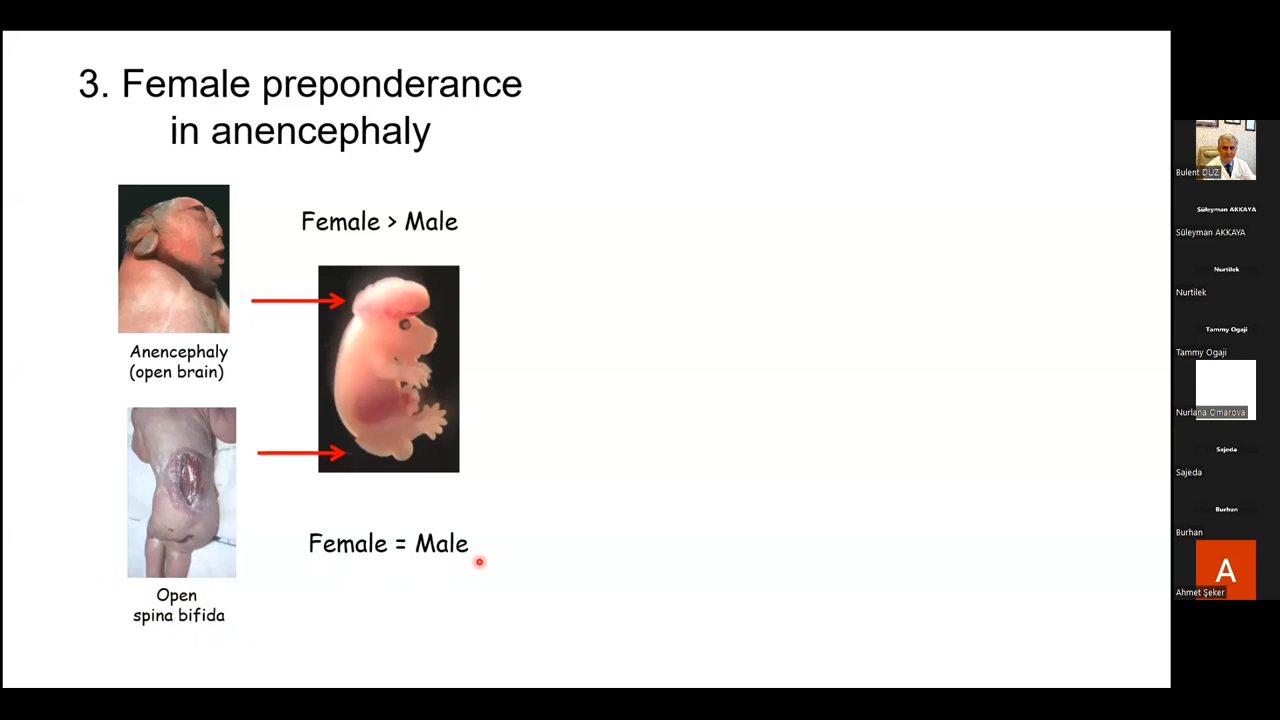 3. Female preponderance
in anencephaly
Female > Male
Anencephaly
(open brain)
Female = Male
Open
spina bifida
Bulent DUZ
Süleyman AKKAYA
Süleyman AKKAYA
Nurtilek
Nurtilek
Tammy Ogaji
Tammy Ogaji
Nurlana Omarova
Sajeda
Sajeda
Burhan
Burhan
A
Ahmet Şeker